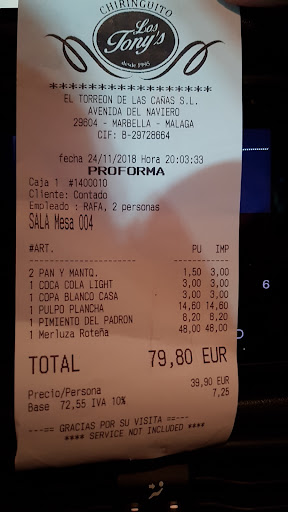 CHIRINGUITO
Los
Tony's
desde 1995
EL TORREON DE LAS CAÑAS S.L.
AVENIDA DEL NAVIERO
29604 - MARBELLA - MALAGA
CIF: B-29728664
fecha 24/11/2018 Hora 20:03:33
PROFORMA
Caja 1 #1400010
Cliente: Contado
Empleado : RAFA, 2 personas
SALA Mesa 004
#ART. PU IMP
2 PAN Y MANTQ. 1,50 3,00
1 COCA COLA LIGHT 3,00 3,00
1 COPA BLANCO CASA 3,00 3,00
1 PULPO PLANCHA 14,60 14,60
1 PIMIENTO DEL PADRON 8,20 8,20
1 Merluza Roteña 48,00 48,00
TOTAL 79,80 EUR
Precio/Persona 39,90 EUR
Base 72,55 IVA 10% 7,25
---== GRACIAS POR SU VISITA ==---
**** SERVICE NOT INCLUDED ****
6